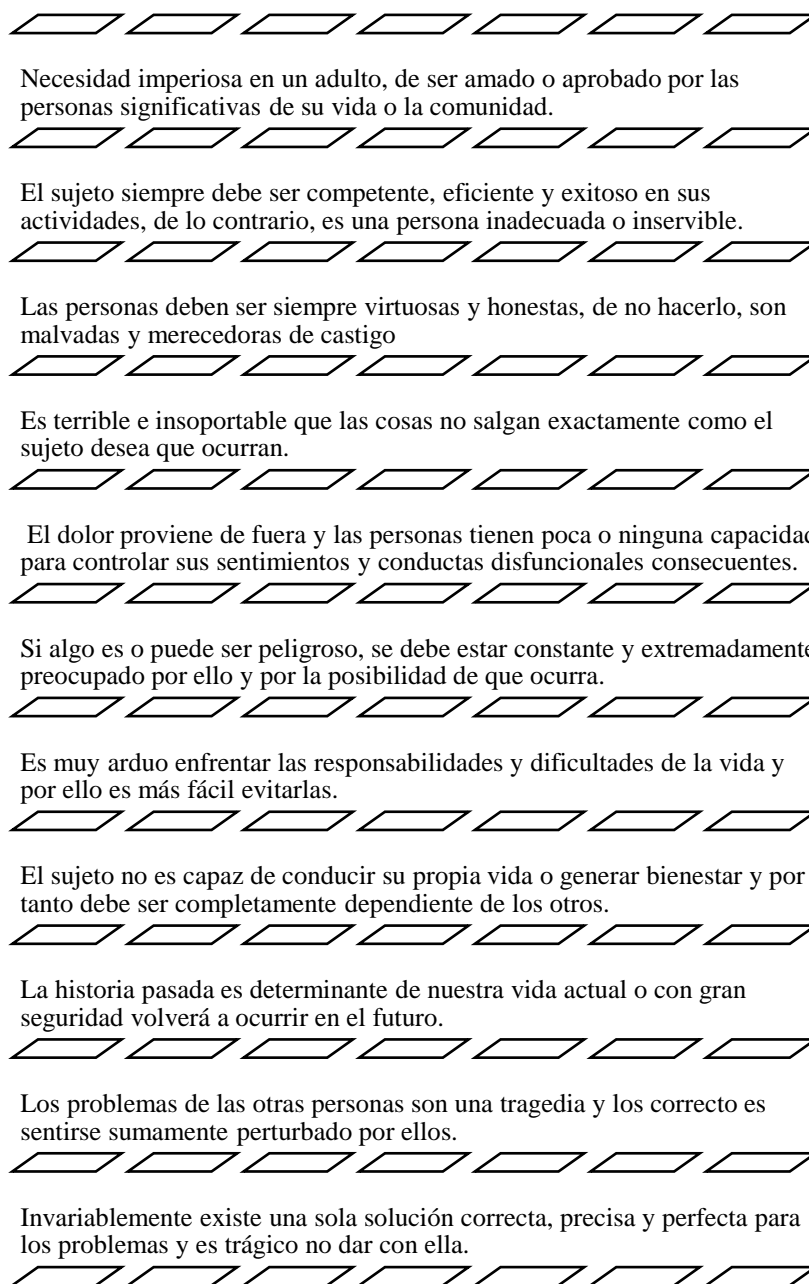 Necesidad imperiosa en un adulto, de ser amado o aprobado por las
personas significativas de su vida o la comunidad.
El sujeto siempre debe ser competente, eficiente y exitoso en sus
actividades, de lo contrario, es una persona inadecuada o inservible.
Las personas deben ser siempre virtuosas y honestas, de no hacerlo, son
malvadas y merecedoras de castigo
Es terrible e insoportable que las cosas no salgan exactamente como el
sujeto desea que ocurran.
El dolor proviene de fuera y las personas tienen poca o ninguna capacidad
para controlar sus sentimientos y conductas disfuncionales consecuentes.
Si algo es o puede ser peligroso, se debe estar constante y extremadamente
preocupado por ello y por la posibilidad de que ocurra.
Es muy arduo enfrentar las responsabilidades y dificultades de la vida y
por ello es más fácil evitarlas.
El sujeto no es capaz de conducir su propia vida o generar bienestar y por
tanto debe ser completamente dependiente de los otros.
La historia pasada es determinante de nuestra vida actual o con gran
seguridad volverá a ocurrir en el futuro.
Los problemas de las otras personas son una tragedia y los correcto es
sentirse sumamente perturbado por ellos.
Invariablemente existe una sola solución correcta, precisa y perfecta para
los problemas y es trágico no dar con ella.